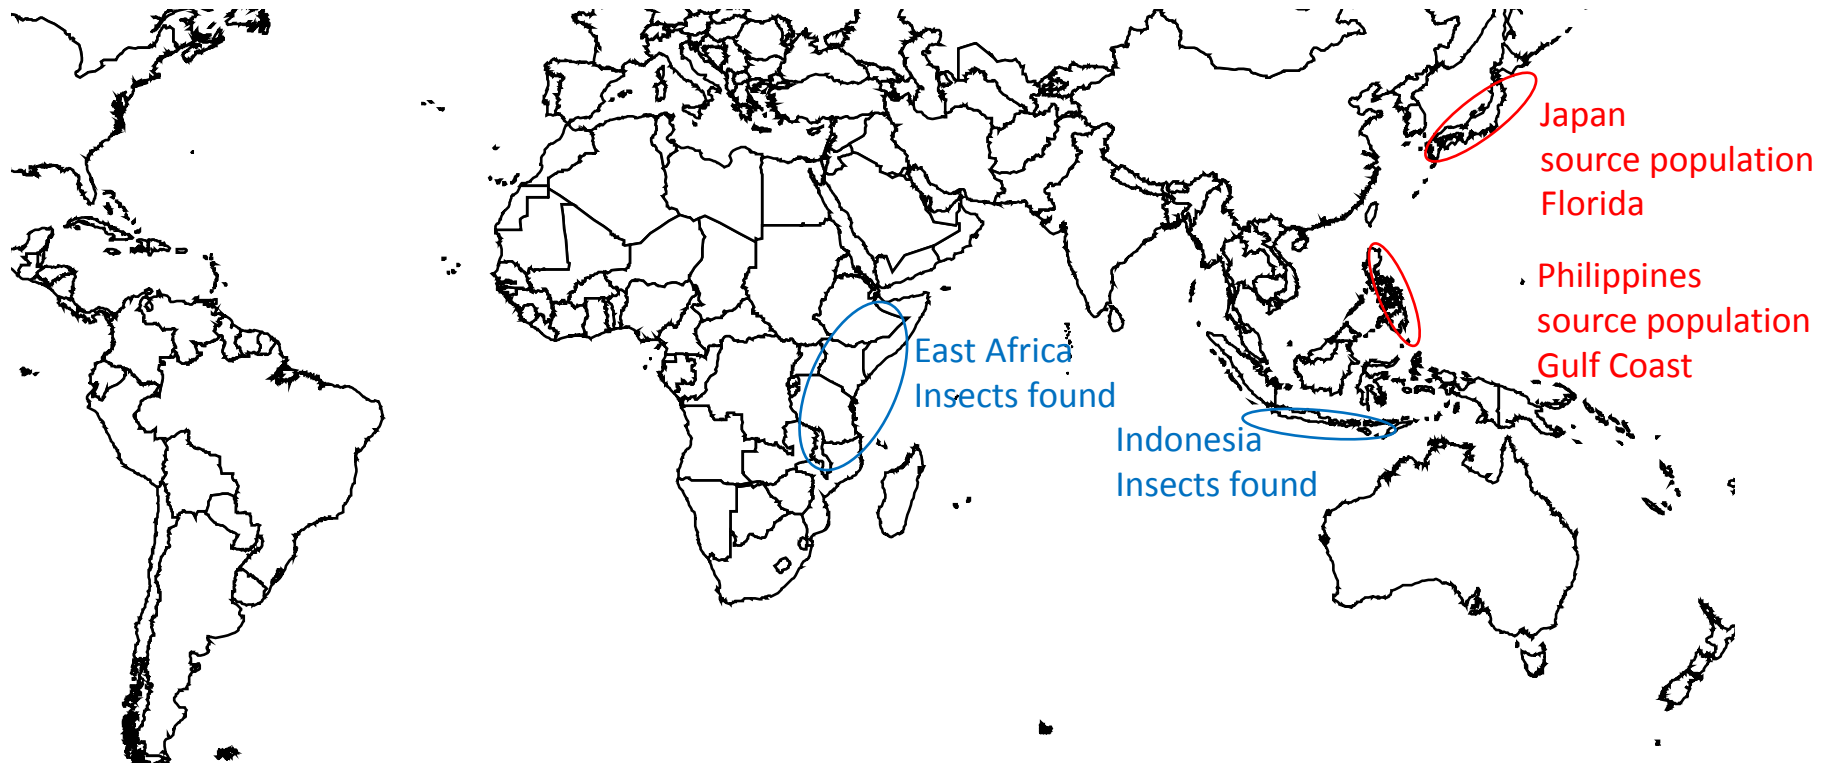 Japan
source population
Florida
Philippines
source population
Gulf Coast
East Africa
Insects found
Indonesia
Insects found